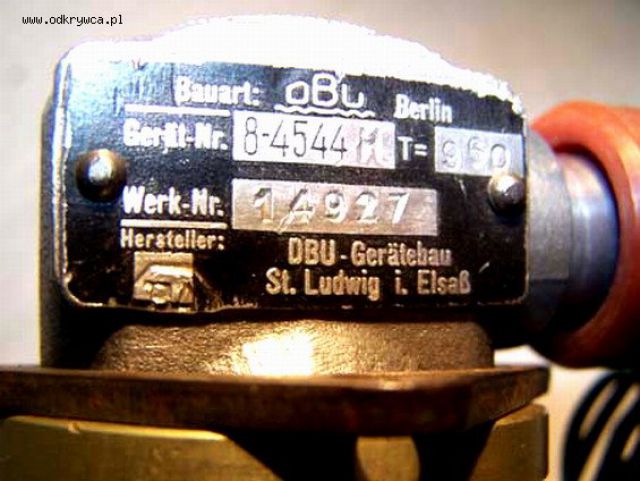 www.odkrywca.pl
Bauart: OBU Berlin
Gerät-Nr. 8-4544 H T= 960
Werk-Nr. 14927
Hersteller:
DBU-Gerätebau
St. Ludwig i. Elsaß